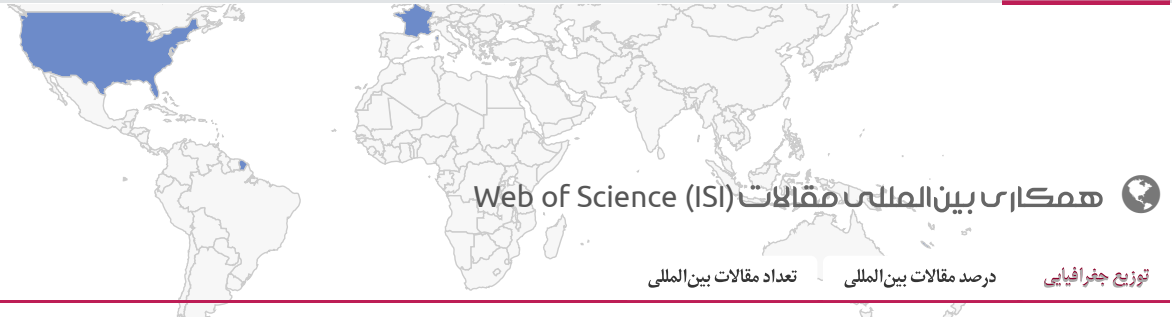 همکاری بین‌المللی مقالات Web of Science (ISI)
توزیع جغرافیایی درصد مقالات بین‌المللی تعداد مقالات بین‌المللی